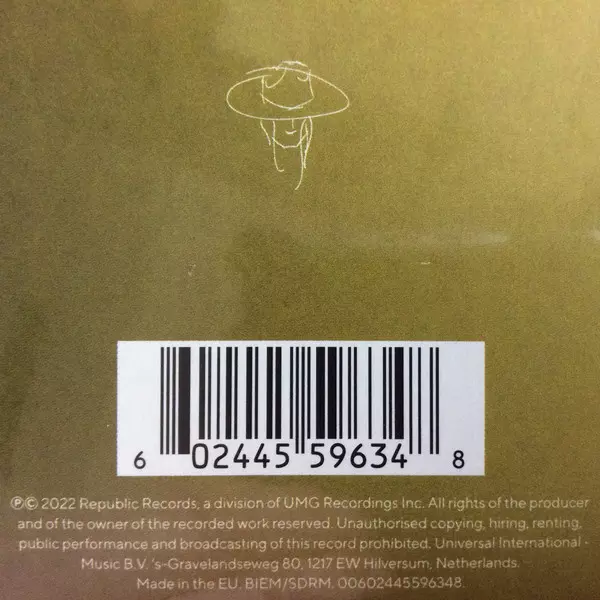 6 02445 59634 8
℗© 2022 Republic Records, a division of UMG Recordings Inc. All rights of the producer
and of the owner of the recorded work reserved. Unauthorised copying, hiring, renting,
public performance and broadcasting of this record prohibited. Universal International
Music B.V. 's-Gravelandseweg 80, 1217 EW Hilversum, Netherlands.
Made in the EU. BIEM/SDRM. 00602445596348.